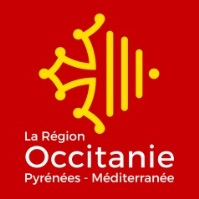 La Région
Occitanie
Pyrénées - Méditerranée